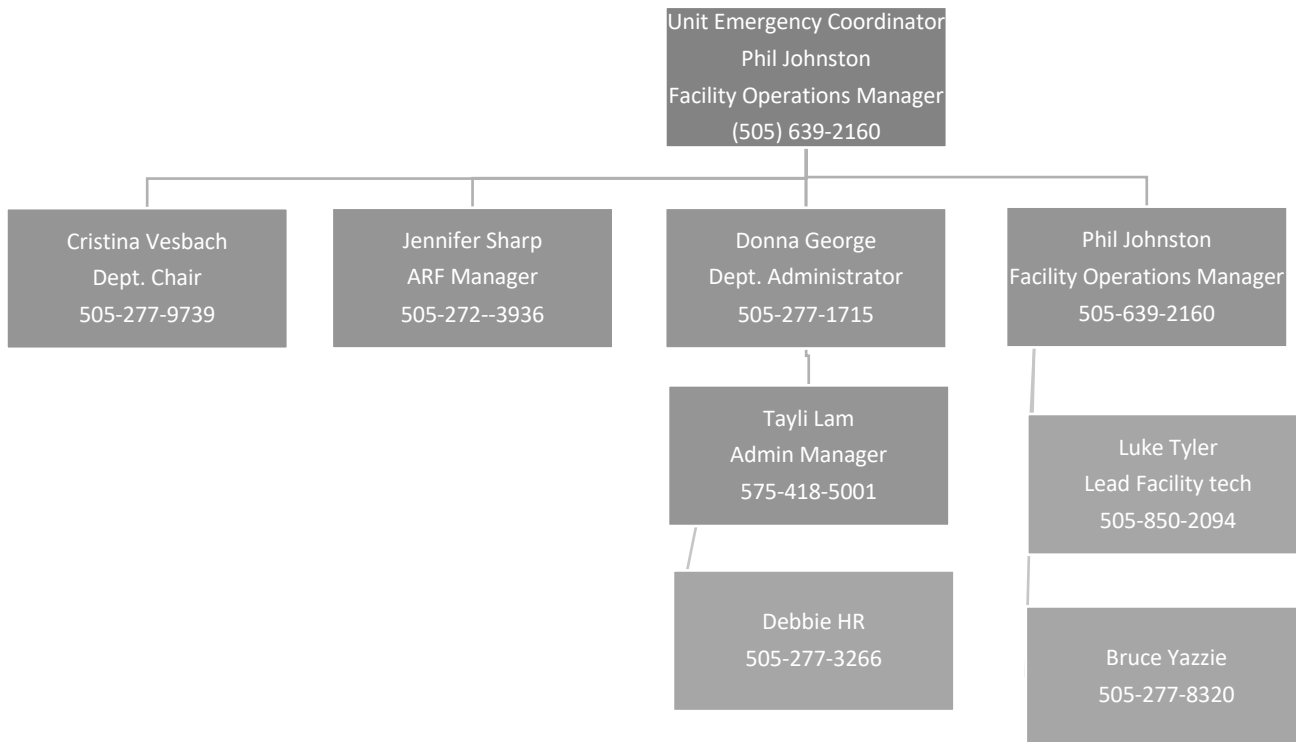 Unit Emergency Coordinator
Phil Johnston
Facility Operations Manager
(505) 639-2160
Cristina Vesbach
Dept. Chair
505-277-9739
Jennifer Sharp
ARF Manager
505-272--3936
Donna George
Dept. Administrator
505-277-1715
Phil Johnston
Facility Operations Manager
505-639-2160
Tayli Lam
Admin Manager
575-418-5001
Luke Tyler
Lead Facility tech
505-850-2094
Debbie HR
505-277-3266
Bruce Yazzie
505-277-8320